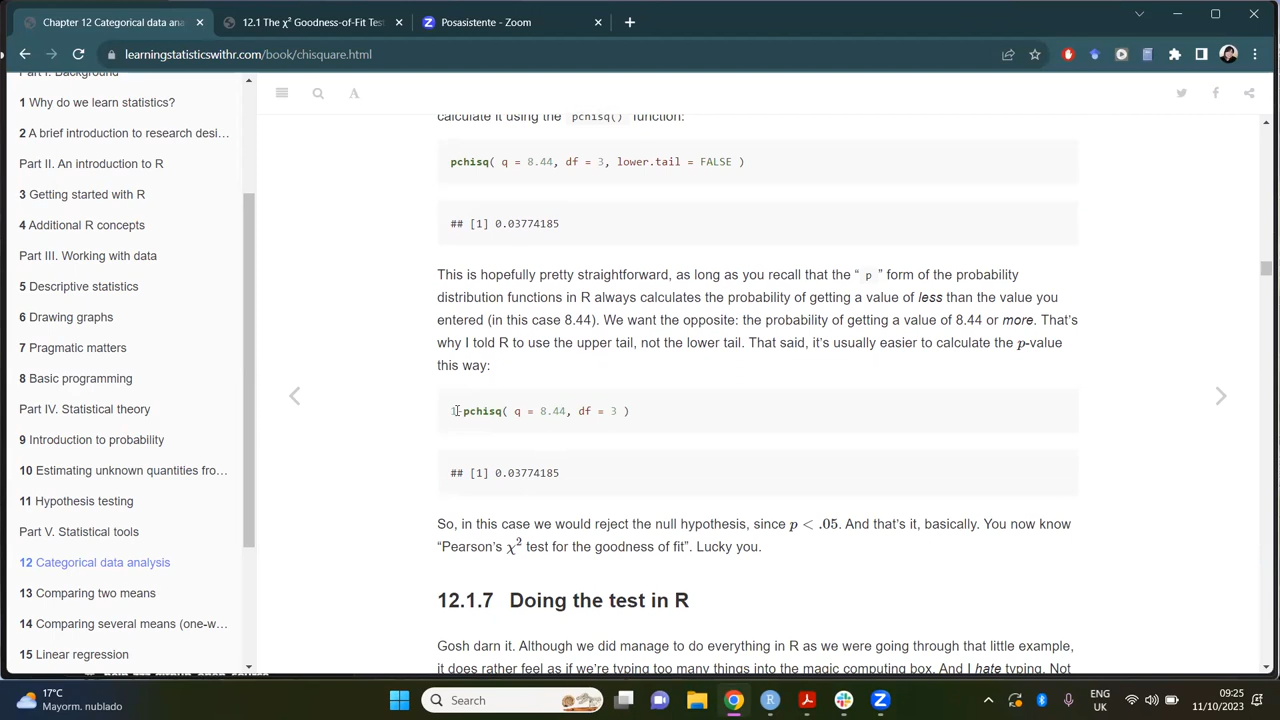 Chapter 12 Categorical data ana
12.1 The χ² Goodness-of-Fit Test
Posasistente - Zoom
learningstatisticswithr.com/book/chisquare.html
Part I. Background
1 Why do we learn statistics?
2 A brief introduction to research desi...
Part II. An introduction to R
3 Getting started with R
4 Additional R concepts
Part III. Working with data
5 Descriptive statistics
6 Drawing graphs
7 Pragmatic matters
8 Basic programming
Part IV. Statistical theory
9 Introduction to probability
10 Estimating unknown quantities fro...
11 Hypothesis testing
Part V. Statistical tools
12 Categorical data analysis
13 Comparing two means
14 Comparing several means (one-w...
15 Linear regression
A
calculate it using the pchisq() function:
pchisq( q = 8.44, df = 3, lower.tail = FALSE )
## [1] 0.03774185
This is hopefully pretty straightforward, as long as you recall that the “ p ” form of the probability
distribution functions in R always calculates the probability of getting a value of less than the value you
entered (in this case 8.44). We want the opposite: the probability of getting a value of 8.44 or more. That’s
why I told R to use the upper tail, not the lower tail. That said, it’s usually easier to calculate the p-value
this way:
1-pchisq( q = 8.44, df = 3 )
## [1] 0.03774185
So, in this case we would reject the null hypothesis, since p < .05. And that’s it, basically. You now know
“Pearson’s χ² test for the goodness of fit”. Lucky you.
12.1.7 Doing the test in R
Gosh darn it. Although we did manage to do everything in R as we were going through that little example,
it does rather feel as if we’re typing too many things into the magic computing box. And I hate typing. Not
17°C
Mayorm. nublado
Search
ENG
UK
09:25
11/10/2023